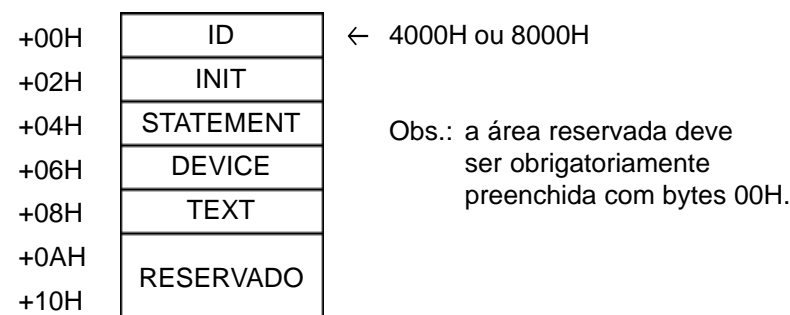 +00H ID ← 4000H ou 8000H
+02H INIT
+04H STATEMENT Obs.: a área reservada deve
+06H DEVICE ser obrigatoriamente
preenchida com bytes 00H.
+08H TEXT
+0AH
RESERVADO
+10H